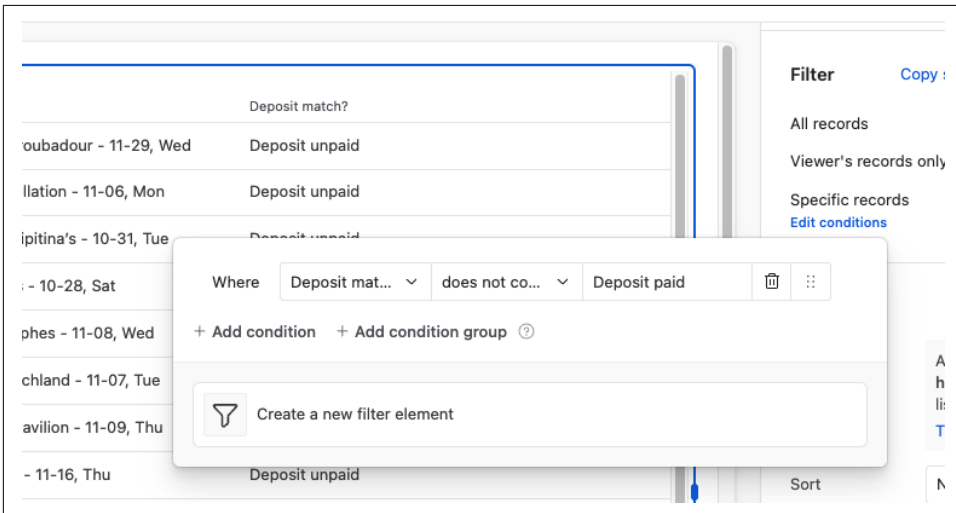 Filter Copy
Deposit match?
All records
roubadour - 11-29, Wed Deposit unpaid
Viewer's records only
llation - 11-06, Mon Deposit unpaid
Specific records
Edit conditions
ipitina's - 10-31, Tue Deposit unpaid
Where Deposit mat... does not co... Deposit paid
- 10-28, Sat
+ Add condition + Add condition group ?
phes - 11-08, Wed
chland - 11-07, Tue
Create a new filter element
avilion - 11-09, Thu
- 11-16, Thu Deposit unpaid
Sort